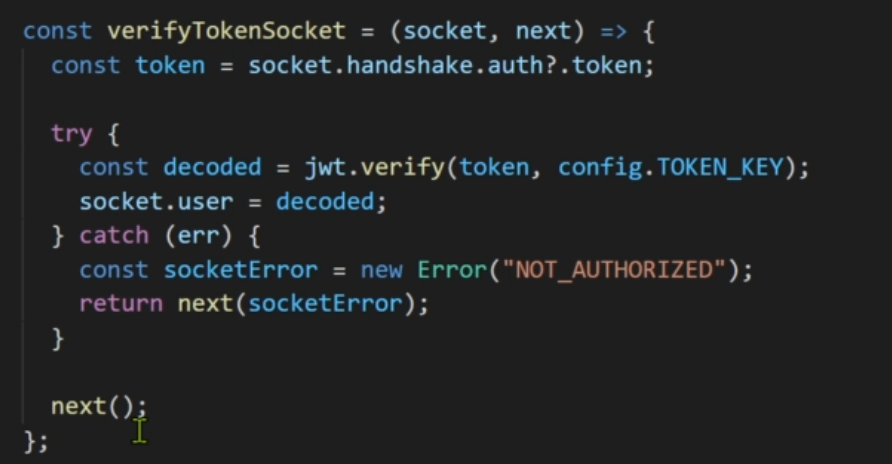 const verifyTokenSocket = (socket, next) => {
const token = socket.handshake.auth?.token;
try {
const decoded = jwt.verify(token, config.TOKEN_KEY);
socket.user = decoded;
} catch (err) {
const socketError = new Error("NOT_AUTHORIZED");
return next(socketError);
}
next();
};